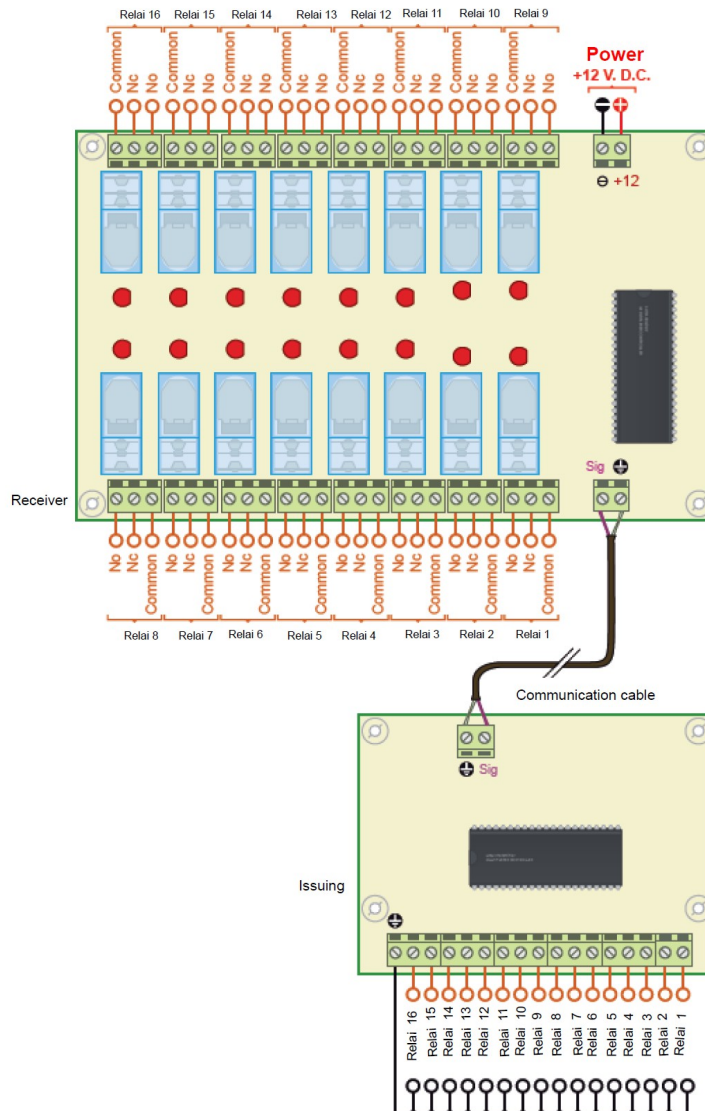 Relai 16 Relai 15 Relai 14 Relai 13 Relai 12 Relai 11 Relai 10 Relai 9
Power
+12 V. D.C.
Common Nc No Common Nc No Common Nc No Common Nc No Common Nc No Common Nc No Common Nc No Common Nc No
+12
Sig
Receiver
No Nc Common No Nc Common No Nc Common No Nc Common No Nc Common No Nc Common No Nc Common No Nc Common
Relai 8 Relai 7 Relai 6 Relai 5 Relai 4 Relai 3 Relai 2 Relai 1
Communication cable
Sig
Issuing
Relai 16 Relai 15 Relai 14 Relai 13 Relai 12 Relai 11 Relai 10 Relai 9 Relai 8 Relai 7 Relai 6 Relai 5 Relai 4 Relai 3 Relai 2 Relai 1